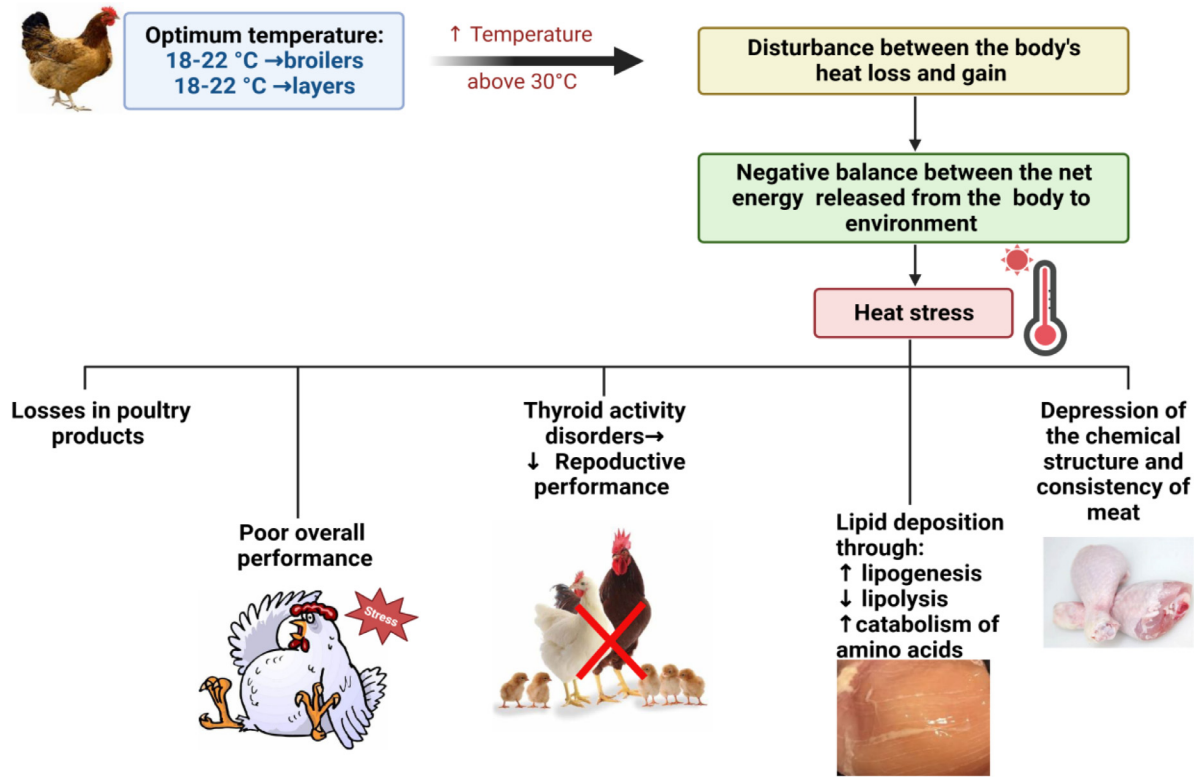 Optimum temperature:
18-22 °C →broilers
18-22 °C →layers
↑ Temperature
above 30°C
Disturbance between the body's
heat loss and gain
Negative balance between the net
energy released from the body to
environment
Heat stress
Losses in poultry
products
Poor overall
performance
Stress
Thyroid activity
disorders→
↓ Repoductive
performance
Lipid deposition
through:
↑ lipogenesis
↓ lipolysis
↑catabolism of
amino acids
Depression of
the chemical
structure and
consistency of
meat